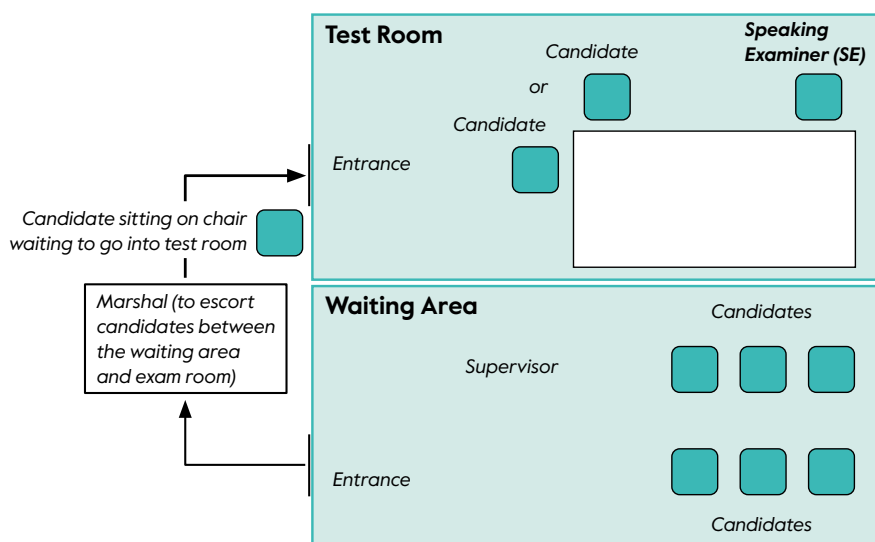 Test Room
Speaking
Examiner (SE)
Candidate
or
Candidate
Entrance
Candidate sitting on chair
waiting to go into test room
Marshal (to escort
candidates between
the waiting area
and exam room)
Waiting Area
Candidates
Supervisor
Entrance
Candidates